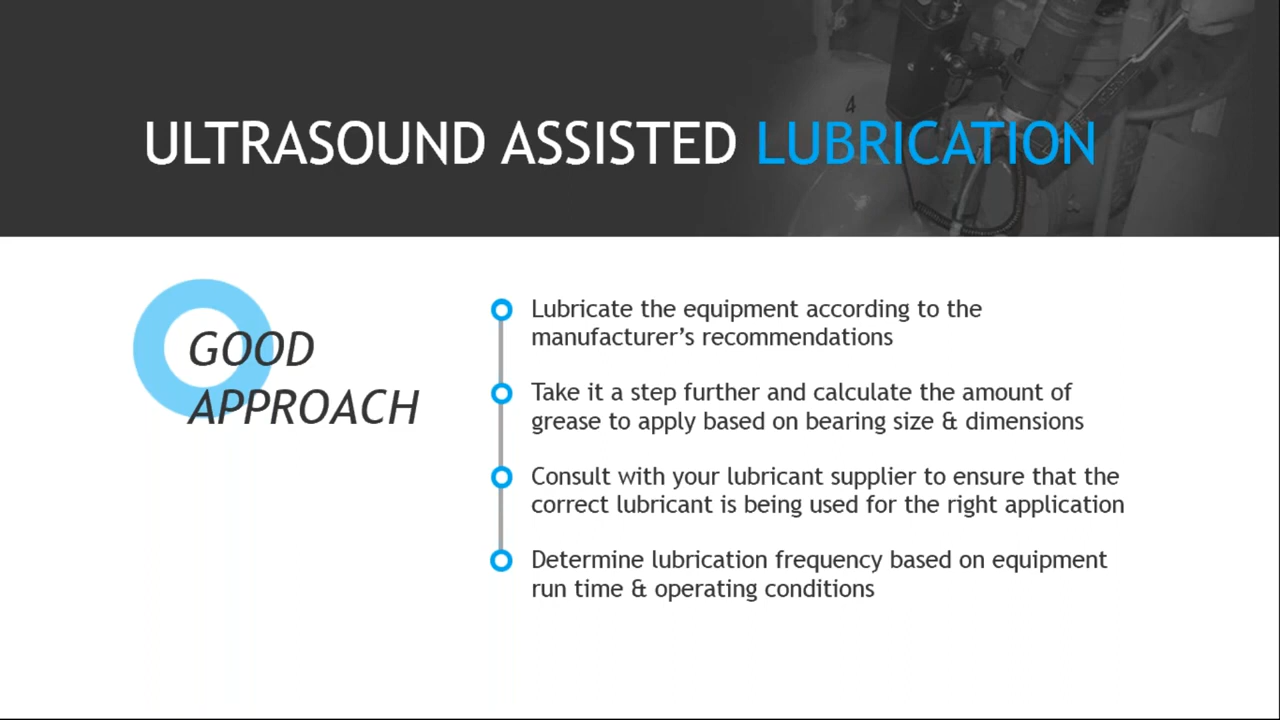 4
ULTRASOUND ASSISTED LUBRICATION
GOOD
APPROACH
Lubricate the equipment according to the
manufacturer’s recommendations
Take it a step further and calculate the amount of
grease to apply based on bearing size & dimensions
Consult with your lubricant supplier to ensure that the
correct lubricant is being used for the right application
Determine lubrication frequency based on equipment
run time & operating conditions